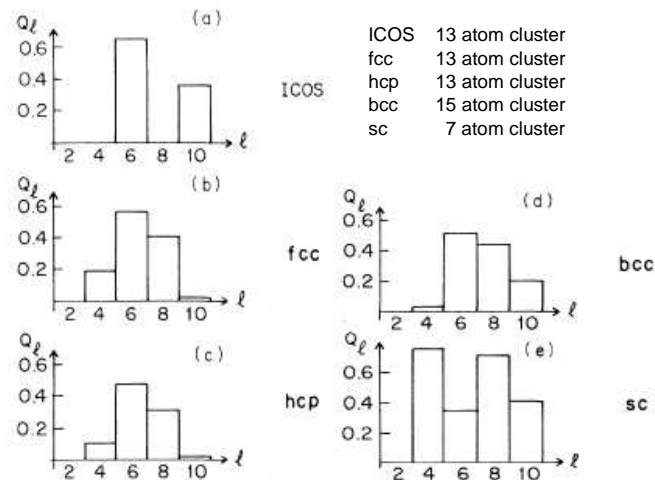 (a)
Qℓ
0.6
0.4
0.2
2 4 6 8 10 ℓ
ICOS
ICOS 13 atom cluster
fcc 13 atom cluster
hcp 13 atom cluster
bcc 15 atom cluster
sc 7 atom cluster
(b)
Qℓ
0.6
0.4
0.2
2 4 6 8 10 ℓ
fcc
(d)
Qℓ
0.6
0.4
0.2
2 4 6 8 10 ℓ
bcc
(c)
Qℓ
0.6
0.4
0.2
2 4 6 8 10 ℓ
hcp
(e)
Qℓ
0.6
0.4
0.2
2 4 6 8 10 ℓ
sc